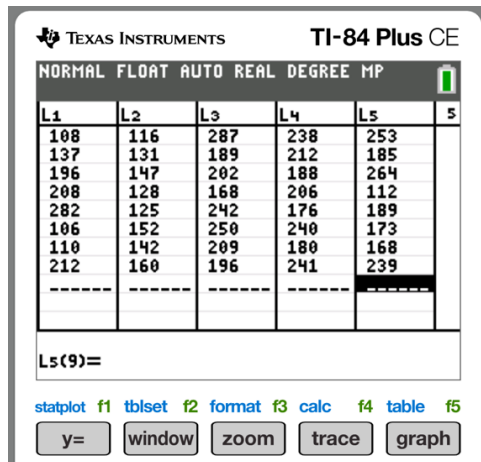 TEXAS INSTRUMENTS TI-84 Plus CE
NORMAL FLOAT AUTO REAL DEGREE MP
L1 L2 L3 L4 L5 5
108 116 287 238 253
137 131 189 212 185
196 147 202 188 264
208 128 168 206 112
282 125 242 176 189
106 152 250 240 173
110 142 209 180 168
212 160 196 241 239
------ ------ ------ ------ ------
L5(9)=
statplot f1 tblset f2 format f3 calc f4 table f5
y= window zoom trace graph